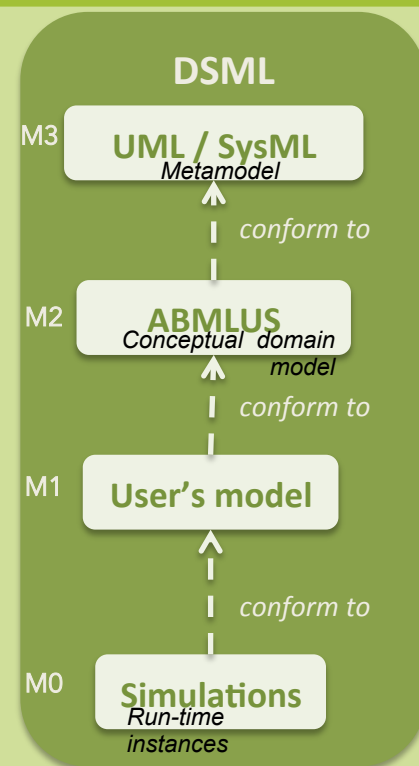 DSML
M3
UML / SysML
Metamodel
conform to
M2
ABMLUS
Conceptual domain
model
conform to
M1
User's model
conform to
M0
Simulations
Run-time
instances